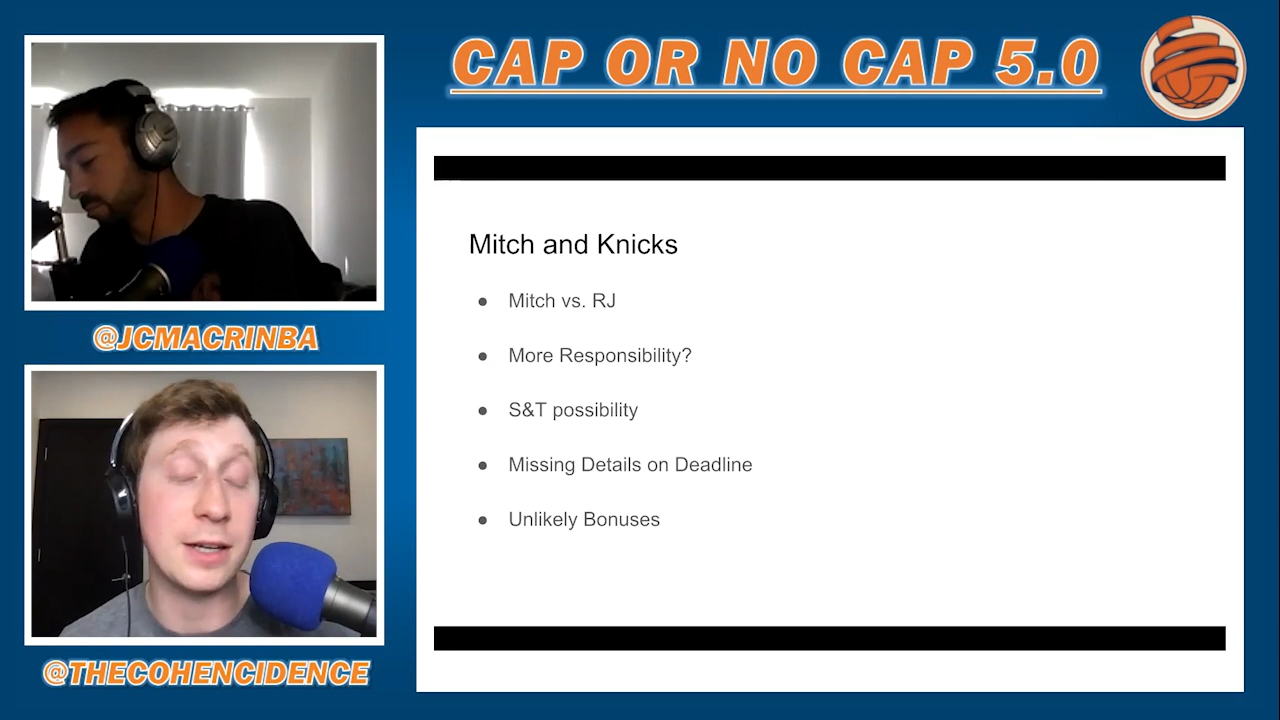 CAP OR NO CAP 5.0
@JCMACRINBA
@THECOHENCIDENCE
Mitch and Knicks
● Mitch vs. RJ
● More Responsibility?
● S&T possibility
● Missing Details on Deadline
● Unlikely Bonuses